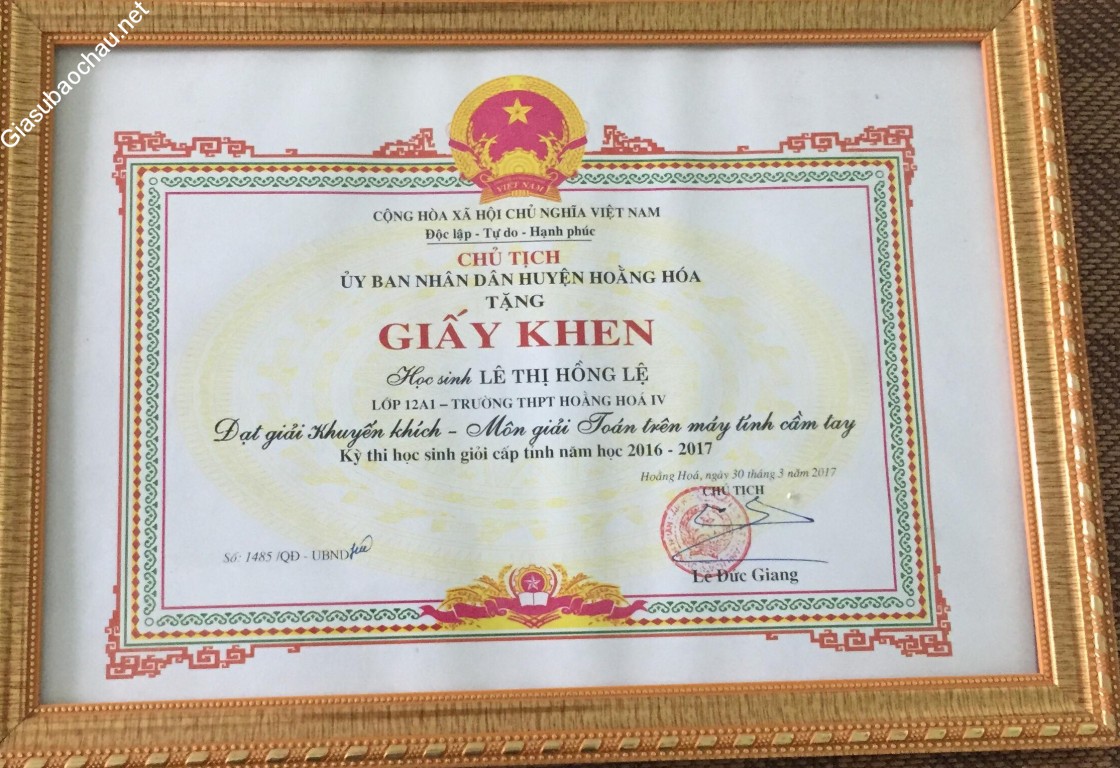 Giasubaochau.net
VIỆT NAM
CỘNG HÒA XÃ HỘI CHỦ NGHĨA VIỆT NAM
Độc lập - Tự do - Hạnh phúc
CHỦ TỊCH
ỦY BAN NHÂN DÂN HUYỆN HOẰNG HÓA
TẶNG
GIẤY KHEN
Học sinh LÊ THỊ HỒNG LỆ
LỚP 12A1 – TRƯỜNG THPT HOẰNG HOÁ IV
Đạt giải Khuyến khích - Môn giải Toán trên máy tính cầm tay
Kỳ thi học sinh giỏi cấp tỉnh năm học 2016 - 2017
Hoằng Hoá, ngày 30 tháng 3 năm 2017
CHỦ TỊCH
Số: 1485 /QĐ - UBND
Lê Đức Giang